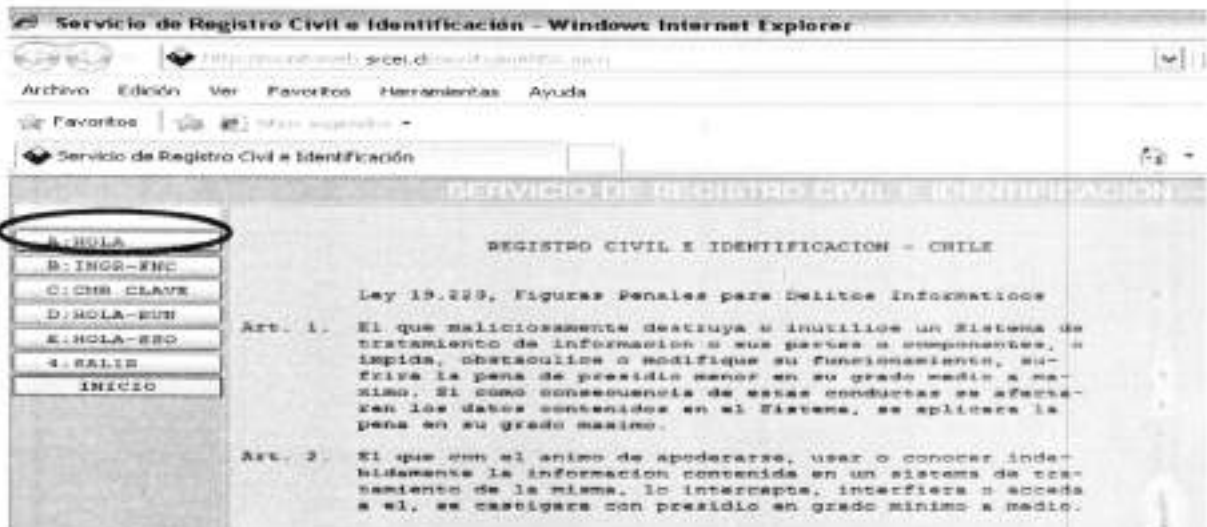 Servicio de Registro Civil e Identificación - Windows Internet Explorer
srcei.cl
Archivo Edición Ver Favoritos Herramientas Ayuda
Favoritos
Servicio de Registro Civil e Identificación
SERVICIO DE REGISTRO CIVIL E IDENTIFICACIÓN
A:HOLA
B:INGR-ENC
C:CMB CLAVE
D:HOLA-RUN
E:HOLA-SSO
4.SALIR
INICIO
REGISTRO CIVIL E IDENTIFICACION - CHILE
Ley 19.223, Figuras Penales para Delitos Informaticos
Art. 1. El que maliciosamente destruya o inutilice un Sistema de
tratamiento de informacion o sus partes o componentes, o
impida, obstaculice o modifique su funcionamiento, su-
frira la pena de presidio menor en su grado medio a ma-
ximo. Si como consecuencia de estas conductas se afecta-
ren los datos contenidos en el Sistema, se aplicara la
pena en su grado maximo.
Art. 2. El que con el animo de apoderarse, usar o conocer inde-
bidamente la informacion contenida en un sistema de tra-
tamiento de la misma, lo intercepte, interfiera o acceda
a el, se castigara con presidio en grado minimo a medio.